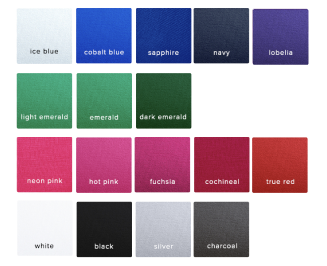 ice blue cobalt blue sapphire navy lobelia
light emerald emerald dark emerald
neon pink hot pink fuchsia cochineal true red
white black silver charcoal